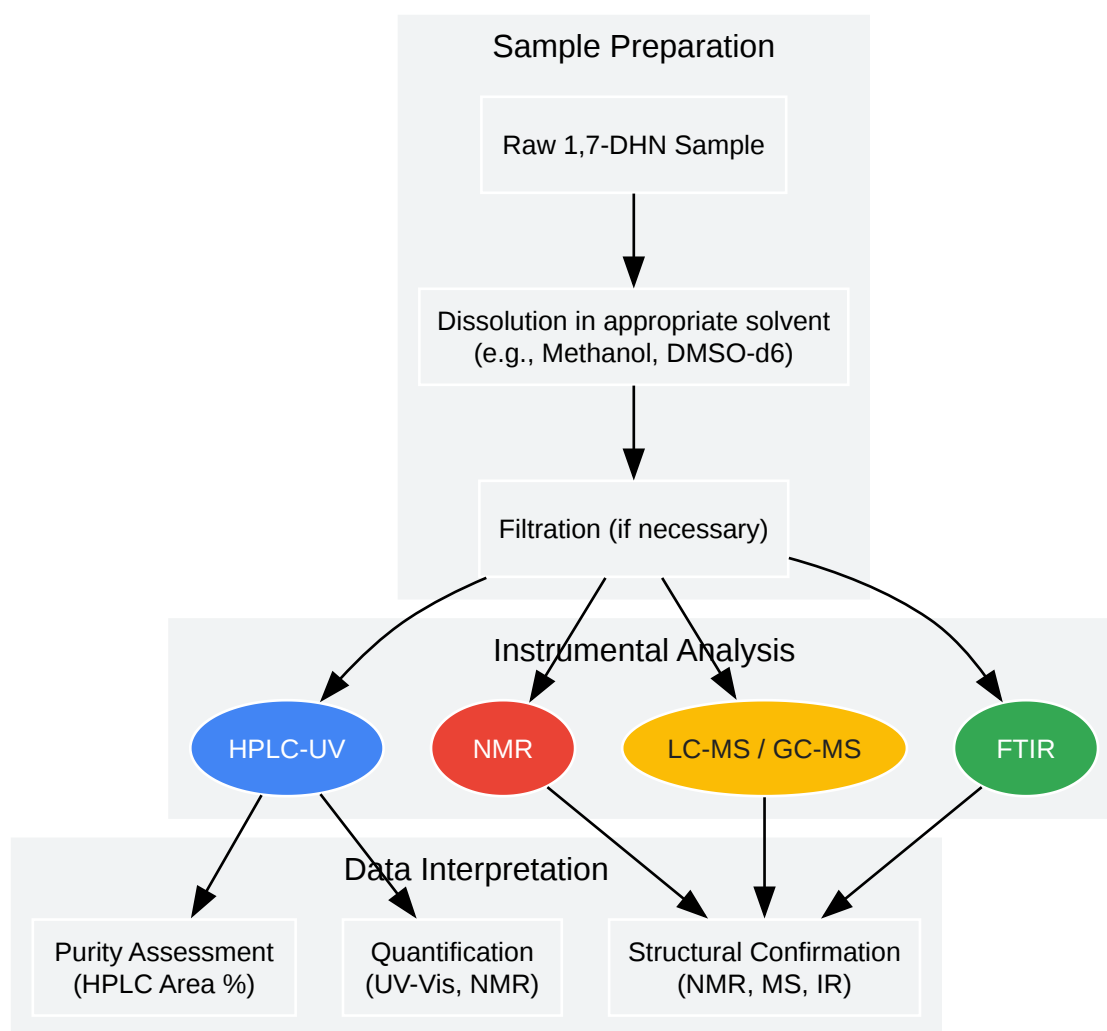 Sample Preparation
Raw 1,7-DHN Sample
Dissolution in appropriate solvent
(e.g., Methanol, DMSO-d6)
Filtration (if necessary)
Instrumental Analysis
HPLC-UV
NMR
LC-MS / GC-MS
FTIR
Data Interpretation
Purity Assessment
(HPLC Area %)
Quantification
(UV-Vis, NMR)
Structural Confirmation
(NMR, MS, IR)